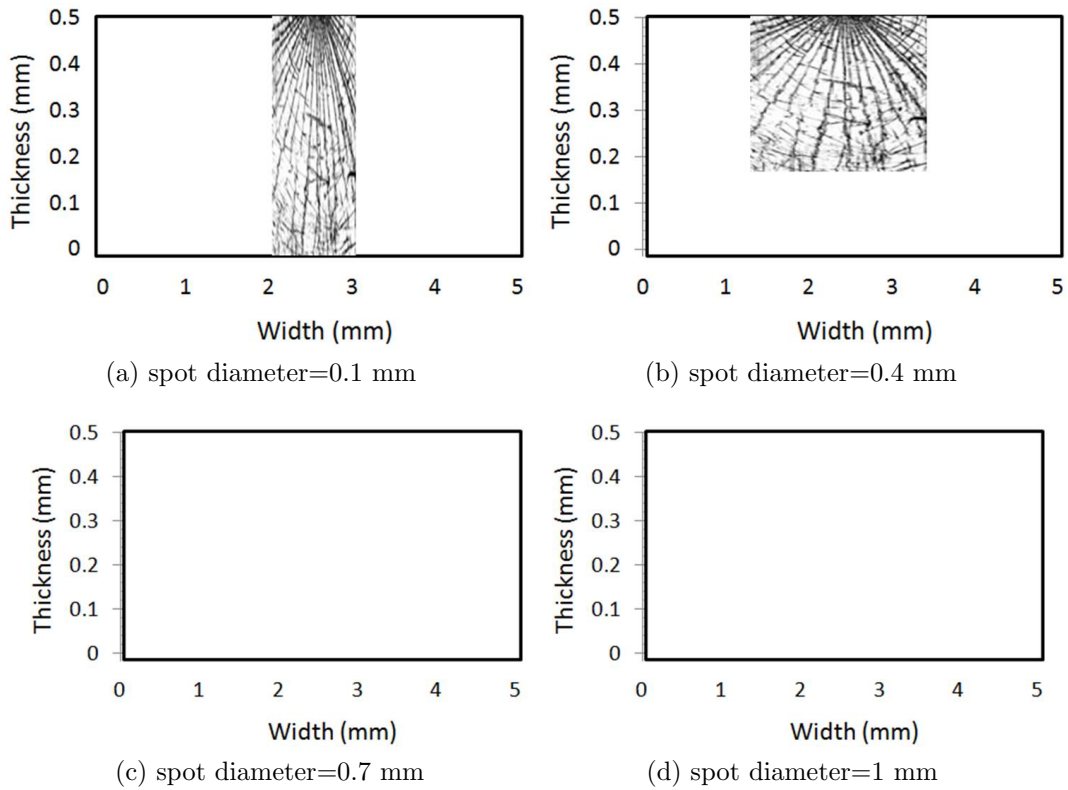 0.5
0.4
0.3
0.2
0.1
0
Thickness (mm)
0 1 2 3 4 5
Width (mm)
(a) spot diameter=0.1 mm
0.5
0.4
0.3
0.2
0.1
0
Thickness (mm)
0 1 2 3 4 5
Width (mm)
(b) spot diameter=0.4 mm
0.5
0.4
0.3
0.2
0.1
0
Thickness (mm)
0 1 2 3 4 5
Width (mm)
(c) spot diameter=0.7 mm
0.5
0.4
0.3
0.2
0.1
0
Thickness (mm)
0 1 2 3 4 5
Width (mm)
(d) spot diameter=1 mm